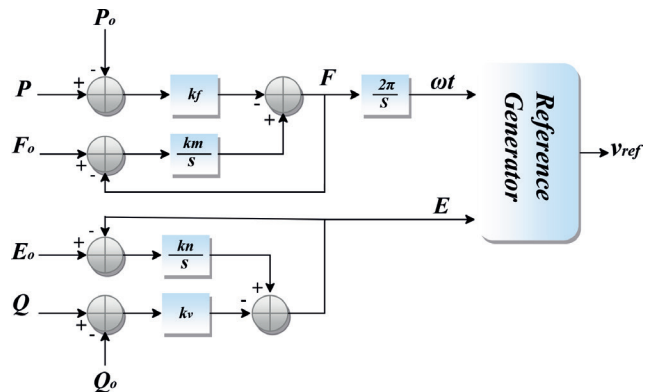 Po
P
+
-
kf
-
+
F
2π
S
ωt
Fo
+
-
km
S
Reference
Generator
vref
E
Eo
-
+
kn
S
+
-
Q
+
-
kv
Qo